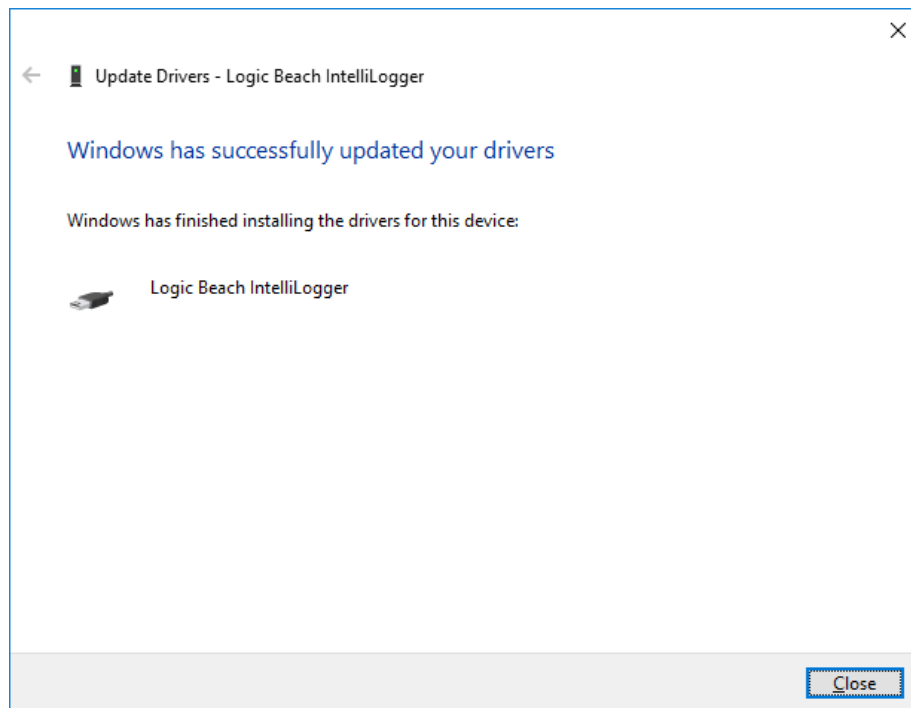 Update Drivers - Logic Beach IntelliLogger
Windows has successfully updated your drivers
Windows has finished installing the drivers for this device:
Logic Beach IntelliLogger
Close